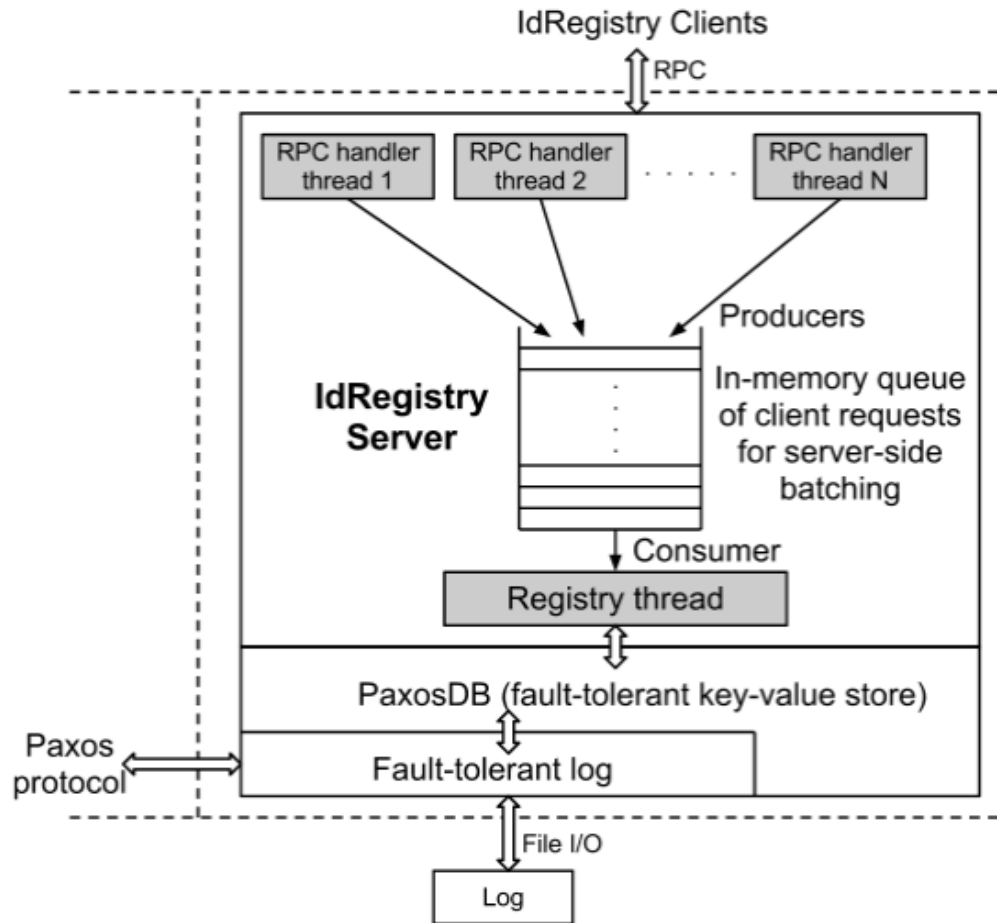 IdRegistry Clients
RPC
RPC handler
thread 1
RPC handler
thread 2
RPC handler
thread N
Producers
In-memory queue
of client requests
for server-side
batching
IdRegistry
Server
Consumer
Registry thread
PaxosDB (fault-tolerant key-value store)
Paxos
protocol
Fault-tolerant log
File I/O
Log